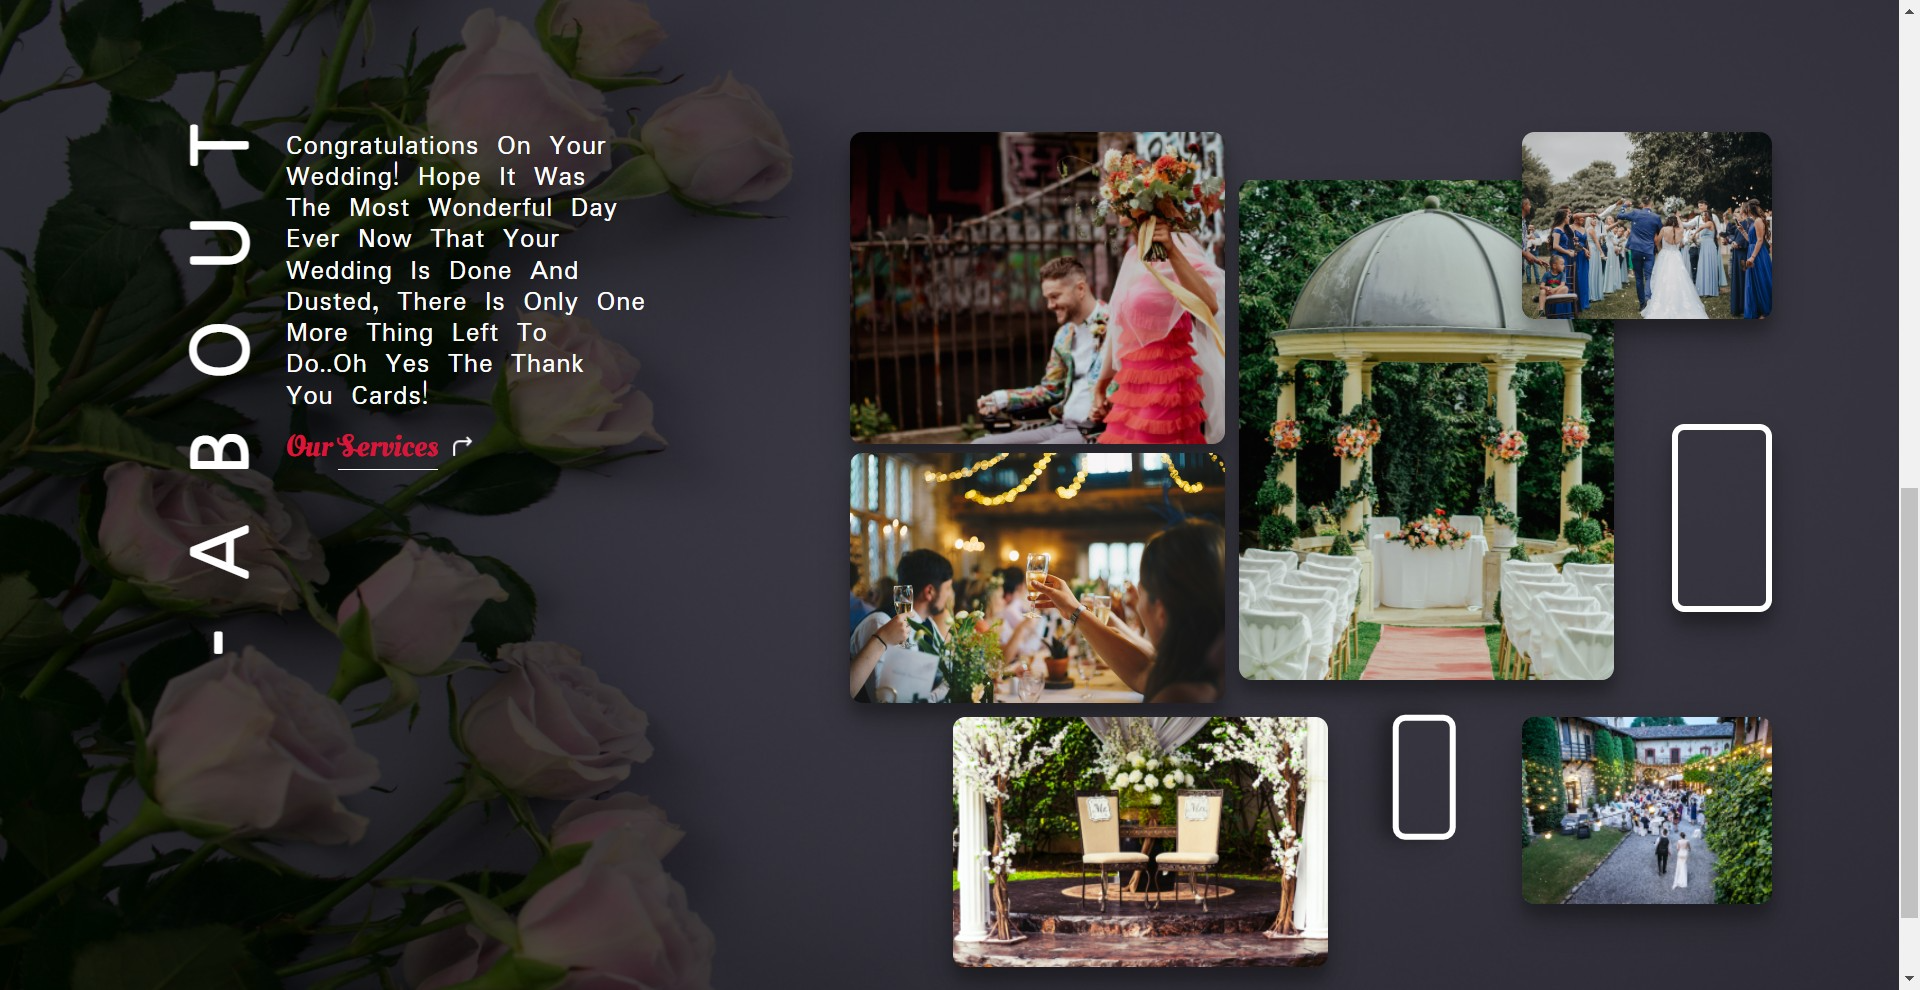 - ABOUT
Congratulations On Your
Wedding! Hope It Was
The Most Wonderful Day
Ever Now That Your
Wedding Is Done And
Dusted, There Is Only One
More Thing Left To
Do..Oh Yes The Thank
You Cards!
Our Services